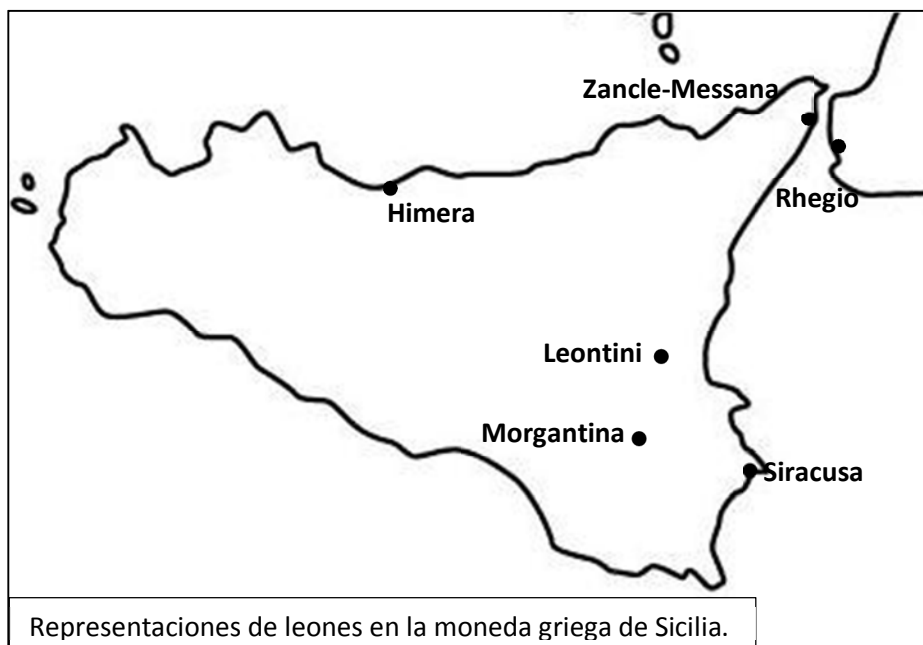 Zancle-Messana
Rhegio
Himera
Leontini
Morgantina
Siracusa
Representaciones de leones en la moneda griega de Sicilia.